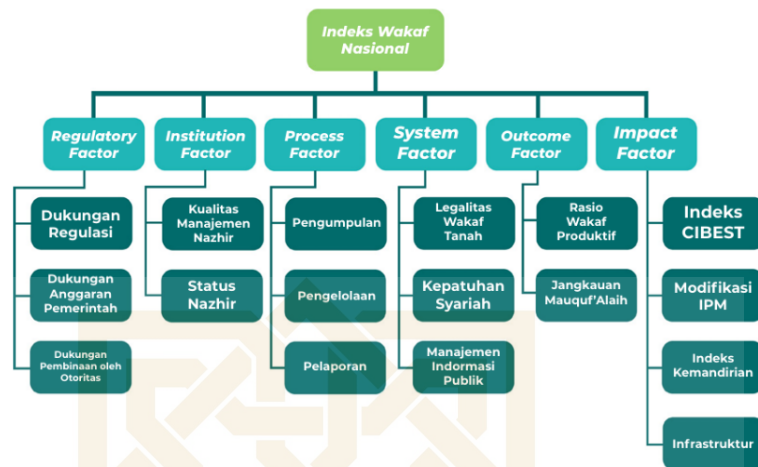 Indeks Wakaf
Nasional
Regulatory
Factor
Institution
Factor
Process
Factor
System
Factor
Outcome
Factor
Impact
Factor
Dukungan
Regulasi
Dukungan
Anggaran
Pemerintah
Dukungan
Pembinaan oleh
Otoritas
Kualitas
Manajemen
Nazhir
Status
Nazhir
Pengumpulan
Pengelolaan
Pelaporan
Legalitas
Wakaf
Tanah
Kepatuhan
Syariah
Manajemen
Indormasi
Publik
Rasio
Wakaf
Produktif
Jangkauan
Mauquf'Alaih
Indeks
CIBEST
Modifikasi
IPM
Indeks
Kemandirian
Infrastruktur